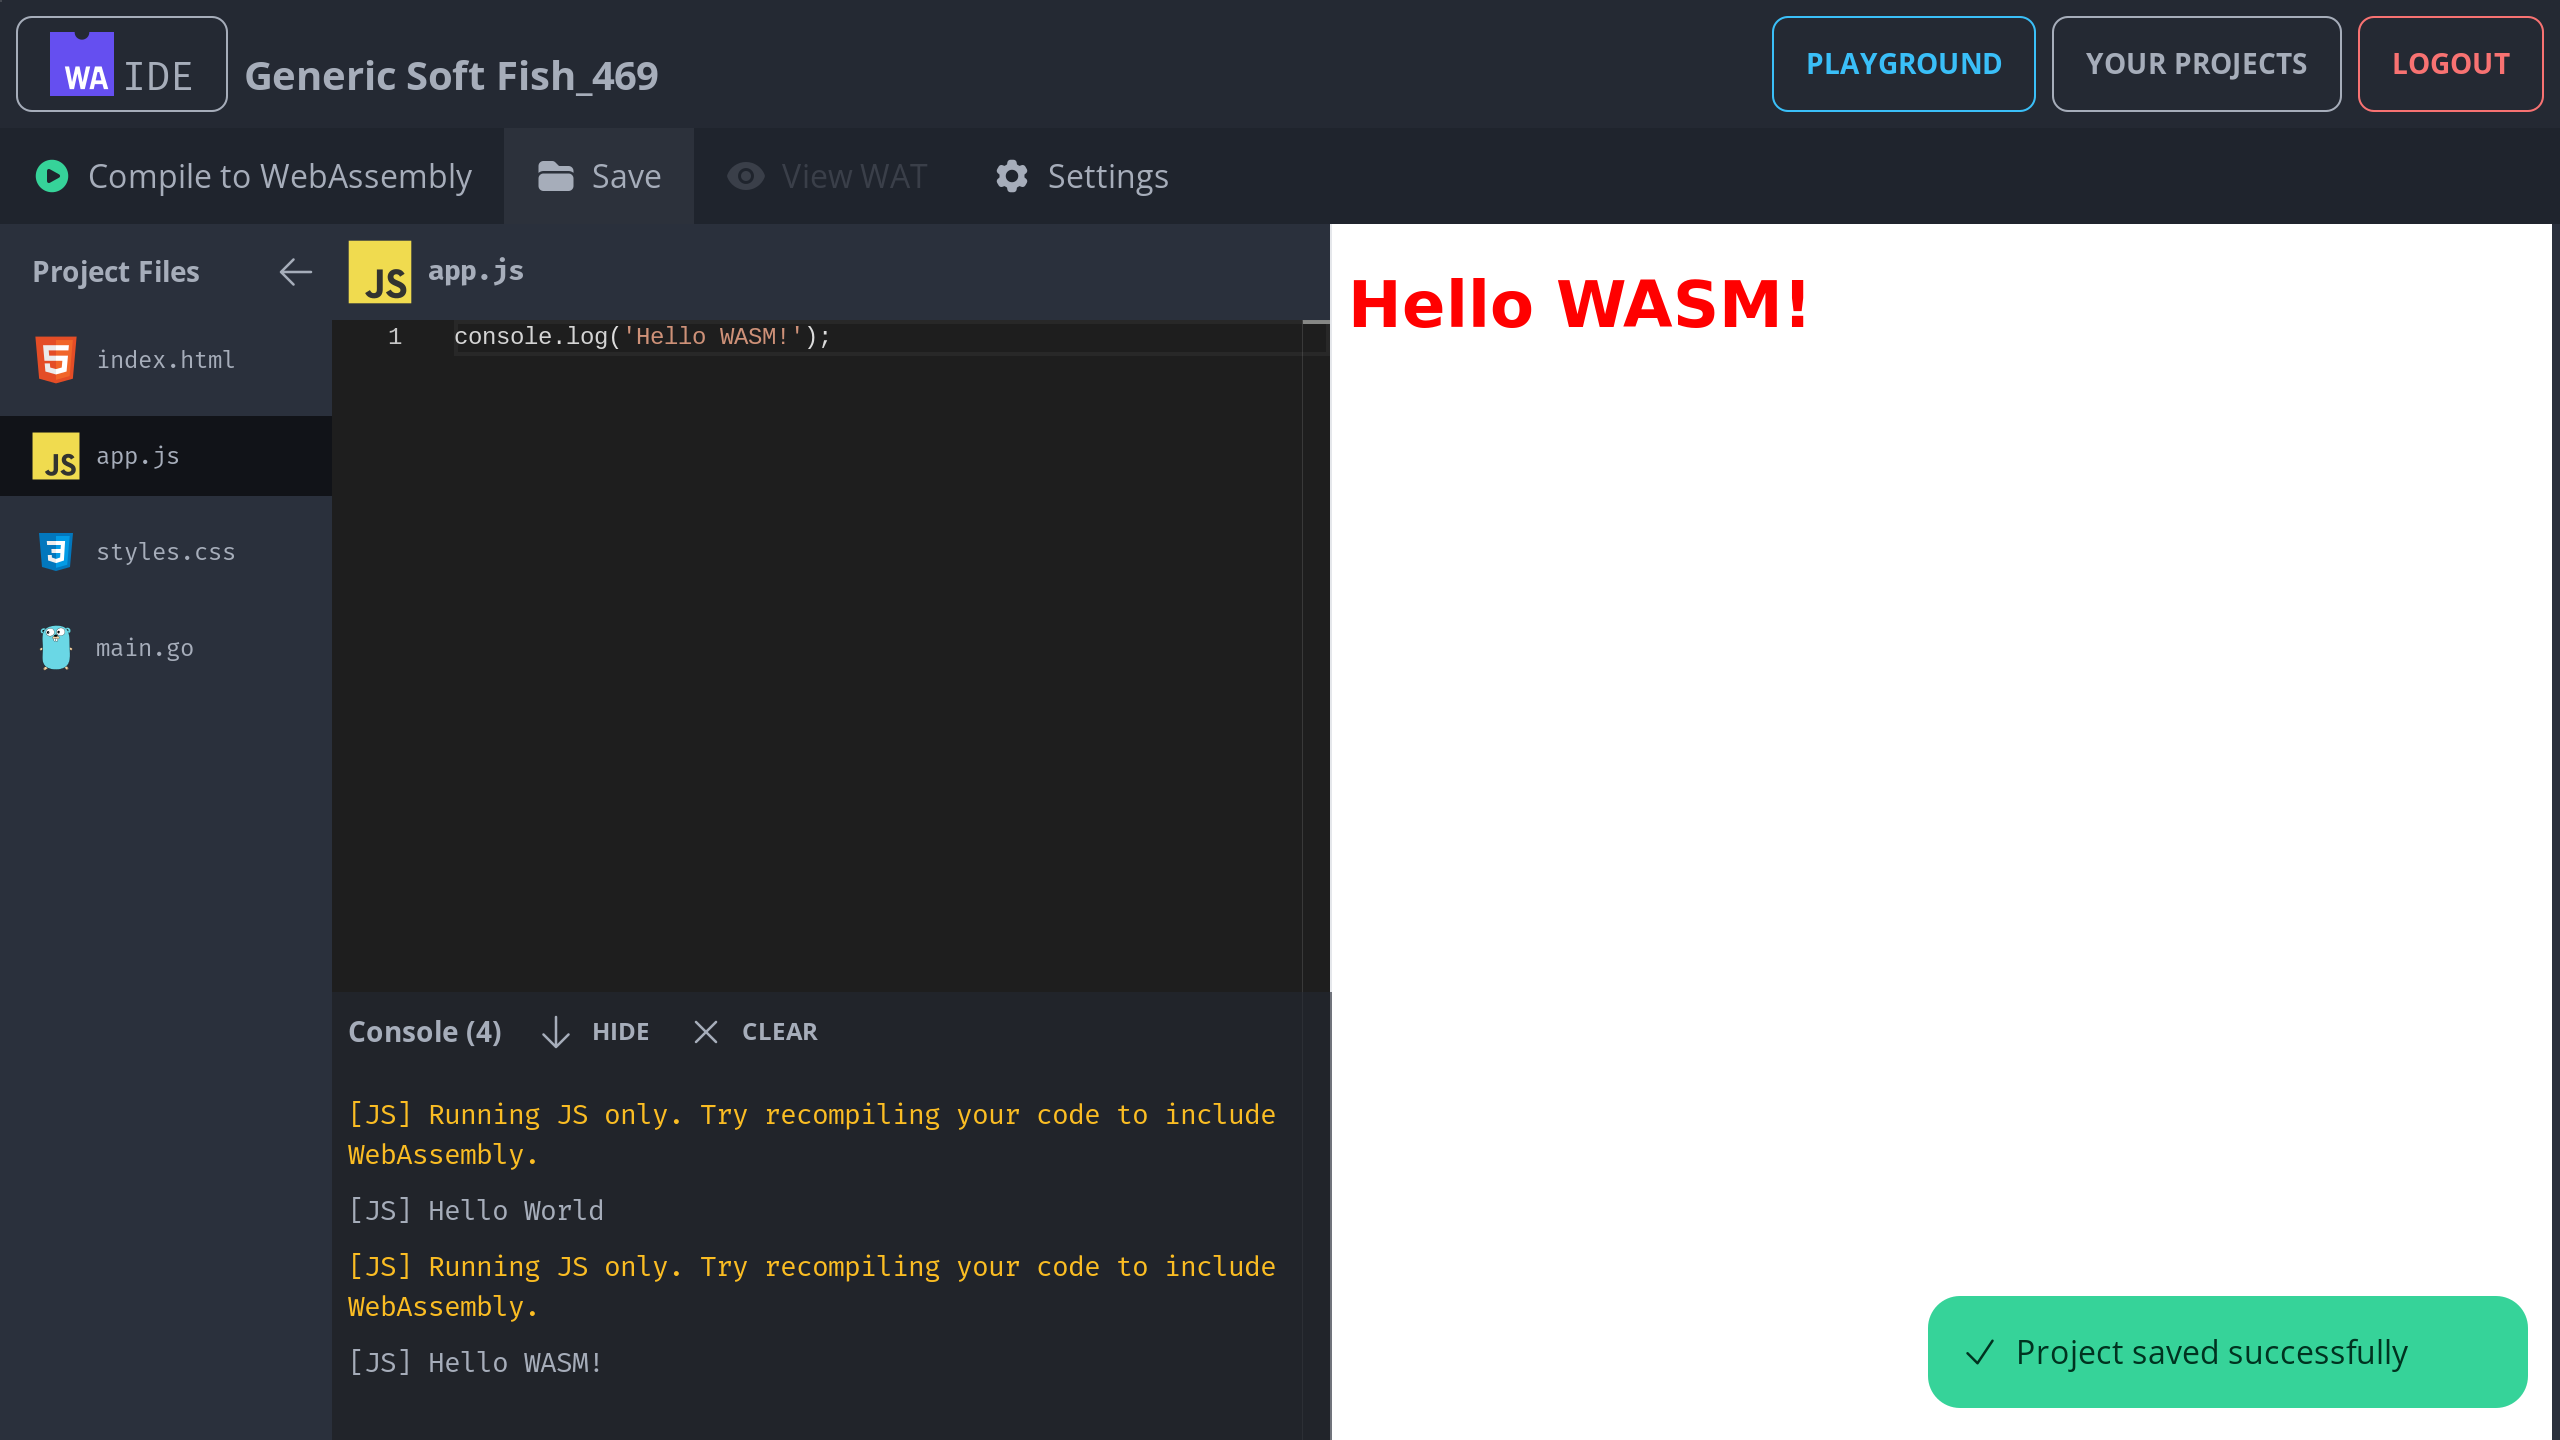 WA IDE
Generic Soft Fish_469
PLAYGROUND
YOUR PROJECTS
LOGOUT
Compile to WebAssembly
Save
View WAT
Settings
Project Files
JS app.js
Hello WASM!
1 console.log('Hello WASM!');
index.html
JS app.js
styles.css
main.go
Console (4)
HIDE
CLEAR
[JS] Running JS only. Try recompiling your code to include
WebAssembly.
[JS] Hello World
[JS] Running JS only. Try recompiling your code to include
WebAssembly.
[JS] Hello WASM!
Project saved successfully